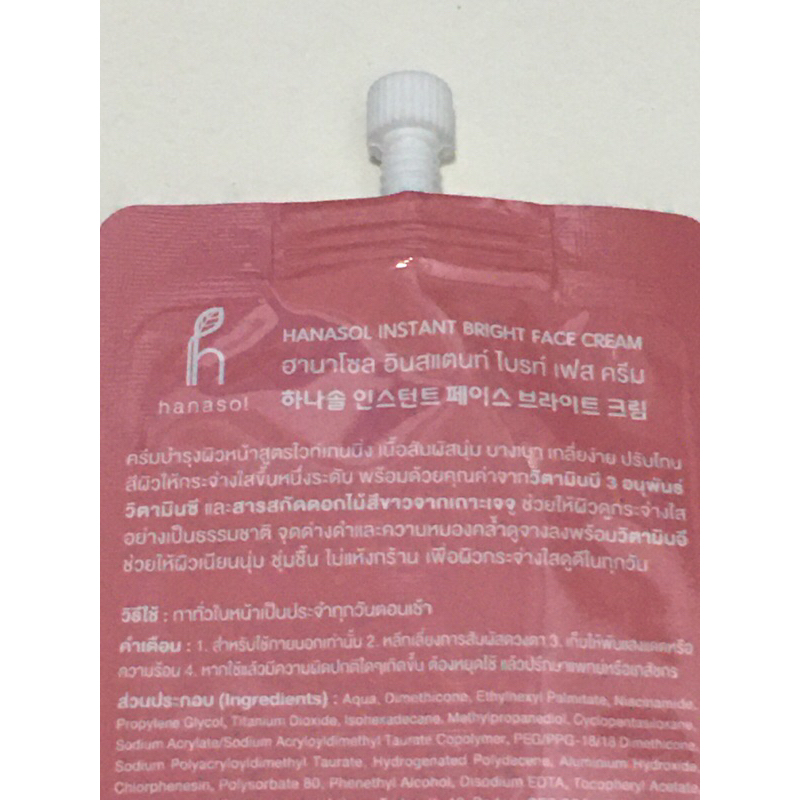 HANASOL INSTANT BRIGHT FACE CREAM
ฮานาโซล อินสแตนท์ ไบรท์ เฟส ครีม
hanasol
하나솔 인스턴트 페이스 브라이트 크림
ครีมบำรุงผิวหน้าสูตรไวท์เทนนิ่ง เนื้อสัมผัสนุ่ม บางเบา เกลี่ยง่าย ปรับโทน
สีผิวให้กระจ่างใสขึ้นหนึ่งระดับ พร้อมด้วยคุณค่าจากวิตามินบี 3 อนุพันธ์
วิตามินซี และสารสกัดดอกไม้สีขาวจากเกาะเจจู ช่วยให้ผิวดูกระจ่างใส
อย่างเป็นธรรมชาติ จุดด่างดำและความหมองคล้ำดูจางลงพร้อมวิตามินอี
ช่วยให้ผิวเนียนนุ่ม ชุ่มชื้น ไม่แห้งกร้าน เพื่อผิวกระจ่างใสดูดีในทุกวัน
วิธีใช้ : ทาทั่วใบหน้าเป็นประจำทุกวันตอนเช้า
คำเตือน : 1. สำหรับใช้ภายนอกเท่านั้น 2. หลีกเลี่ยงการสัมผัสดวงตา 3. เก็บให้พ้นแสงแดดหรือ
ความร้อน 4. หากใช้แล้วมีความผิดปกติใดๆเกิดขึ้น ต้องหยุดใช้ แล้วปรึกษาแพทย์หรือเภสัชกร
ส่วนประกอบ (Ingredients) : Aqua, Dimethicone, Ethylhexyl Palmitate, Niacinamide,
Propylene Glycol, Titanium Dioxide, Isohexadecane, Methylpropanediol, Cyclopentasiloxane,
Sodium Acrylate/Sodium Acryloyldimethyl Taurate Copolymer, PEG/PPG-18/18 Dimethicone,
Sodium Polyacryloyldimethyl Taurate, Hydrogenated Polydecene, Aluminum Hydroxide,
Chlorphenesin, Polysorbate 80, Phenethyl Alcohol, Disodium EDTA, Tocopheryl Acetate